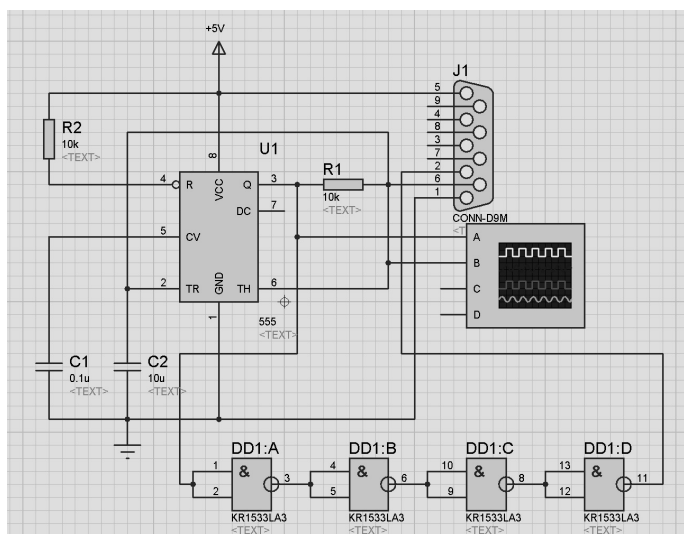 +5V
J1
5
9
4
8
3
7
2
6
1
CONN-D9M
<T
R2
10k
<TEXT>
U1
8
4
R
VCC
Q
3
R1
10k
<TEXT>
DC
7
5
CV
2
TR
GND
TH
6
1
555
<TEXT>
A
B
C
D
C1
0.1u
<TEXT>
C2
10u
<TEXT>
DD1:A
1
2
&
3
KR1533LA3
<TEXT>
DD1:B
4
5
&
6
KR1533LA3
<TEXT>
DD1:C
10
9
&
8
KR1533LA3
<TEXT>
DD1:D
13
12
&
11
KR1533LA3
<TEXT>